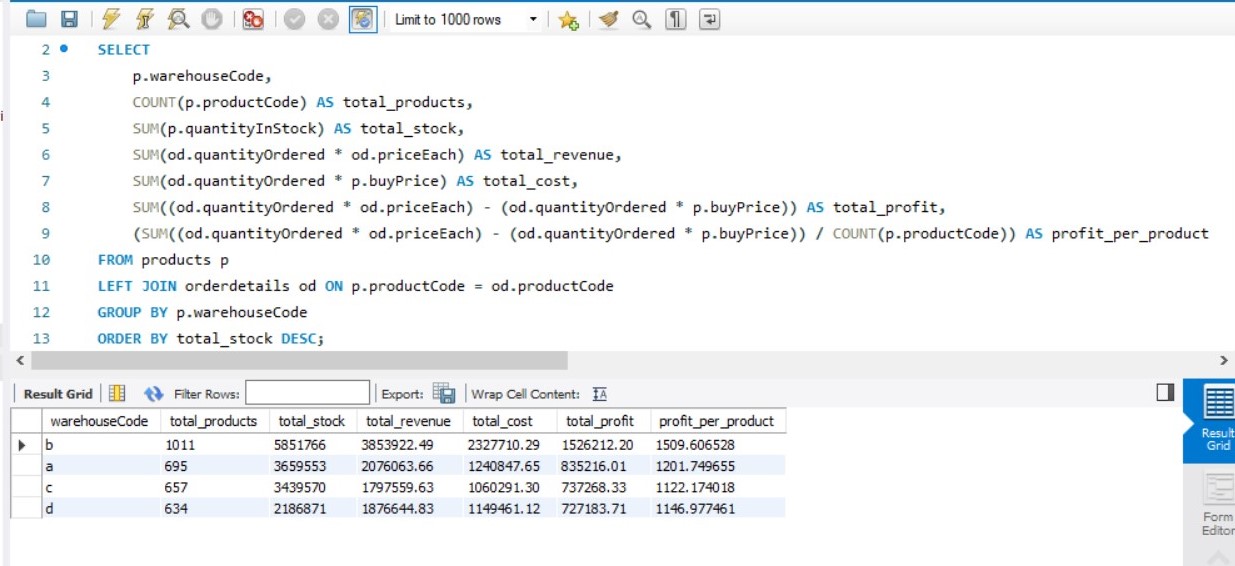 Limit to 1000 rows
2 SELECT
3 p.warehouseCode,
4 COUNT(p.productCode) AS total_products,
5 SUM(p.quantityInStock) AS total_stock,
6 SUM(od.quantityOrdered * od.priceEach) AS total_revenue,
7 SUM(od.quantityOrdered * p.buyPrice) AS total_cost,
8 SUM((od.quantityOrdered * od.priceEach) - (od.quantityOrdered * p.buyPrice)) AS total_profit,
9 (SUM((od.quantityOrdered * od.priceEach) - (od.quantityOrdered * p.buyPrice)) / COUNT(p.productCode)) AS profit_per_product
10 FROM products p
11 LEFT JOIN orderdetails od ON p.productCode = od.productCode
12 GROUP BY p.warehouseCode
13 ORDER BY total_stock DESC;
Result Grid Filter Rows: Export: Wrap Cell Content: IA
warehouseCode total_products total_stock total_revenue total_cost total_profit profit_per_product
b 1011 5851766 3853922.49 2327710.29 1526212.20 1509.606528
a 695 3659553 2076063.66 1240847.65 835216.01 1201.749655
c 657 3439570 1797559.63 1060291.30 737268.33 1122.174018
d 634 2186871 1876644.83 1149461.12 727183.71 1146.977461
Result
Grid
Form
Editor